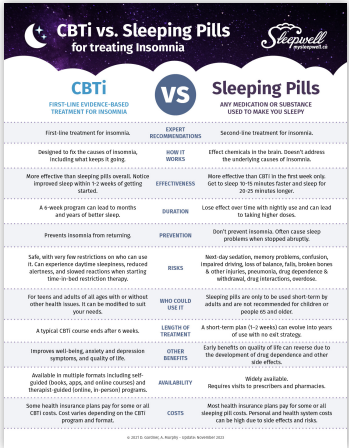 CBTi vs. Sleeping Pills
for treating Insomnia
Sleepwell
mysleepwell.ca
CBTi
FIRST-LINE EVIDENCE-BASED
TREATMENT FOR INSOMNIA
VS
Sleeping Pills
ANY MEDICATION OR SUBSTANCE
USED TO MAKE YOU SLEEPY
First-line treatment for insomnia.
EXPERT
RECOMMENDATIONS
Second-line treatment for insomnia.
Designed to fix the causes of insomnia,
including what keeps it going.
HOW IT
WORKS
Effect chemicals in the brain. Doesn't address
the underlying causes of insomnia.
More effective than sleeping pills overall. Notice
improved sleep within 1-2 weeks of getting
started.
EFFECTIVENESS
More effective than CBTi in the first week only.
Get to sleep 10-15 minutes faster and sleep for
20-25 minutes longer.
A 6-week program can lead to months
and years of better sleep.
DURATION
Lose effect over time with nightly use and can lead
to taking higher doses.
Prevents insomnia from returning.
PREVENTION
Don't prevent insomnia. Often cause sleep
problems when stopped abruptly.
Safe, with very few restrictions on who can use
it. Can experience daytime sleepiness, reduced
alertness, and slowed reactions when starting
time-in-bed restriction therapy.
RISKS
Next-day sedation, memory problems, confusion,
impaired driving, loss of balance, falls, broken bones
& other injuries, pneumonia, drug dependence &
withdrawal, drug interactions, overdose.
For teens and adults of all ages with or without
other health issues. It can be modified to suit
your needs.
WHO COULD
USE IT
Sleeping pills are only to be used short-term by
adults and are not recommended for children or
people 65 and older.
A typical CBTi course ends after 6 weeks.
LENGTH OF
TREATMENT
A short-term plan (1-2 weeks) can evolve into years
of use with no exit strategy.
Improves well-being, anxiety and depression
symptoms, and quality of life.
OTHER
BENEFITS
Early benefits on quality of life can reverse due to
the development of drug dependence and other
side effects.
Available in multiple formats including self-
guided (books, apps, and online courses) and
therapist-guided (online, in-person) programs.
AVAILABILITY
Widely available.
Requires visits to prescribers and pharmacies.
Some health insurance plans pay for some or all
CBTi costs. Cost varies depending on the CBTi
program and format.
COSTS
Most health insurance plans pay for some or all
sleeping pill costs. Personal and health system costs
can be high due to side effects and risks.
© 2021 D. Gardner, A. Murphy - Updated November 2023